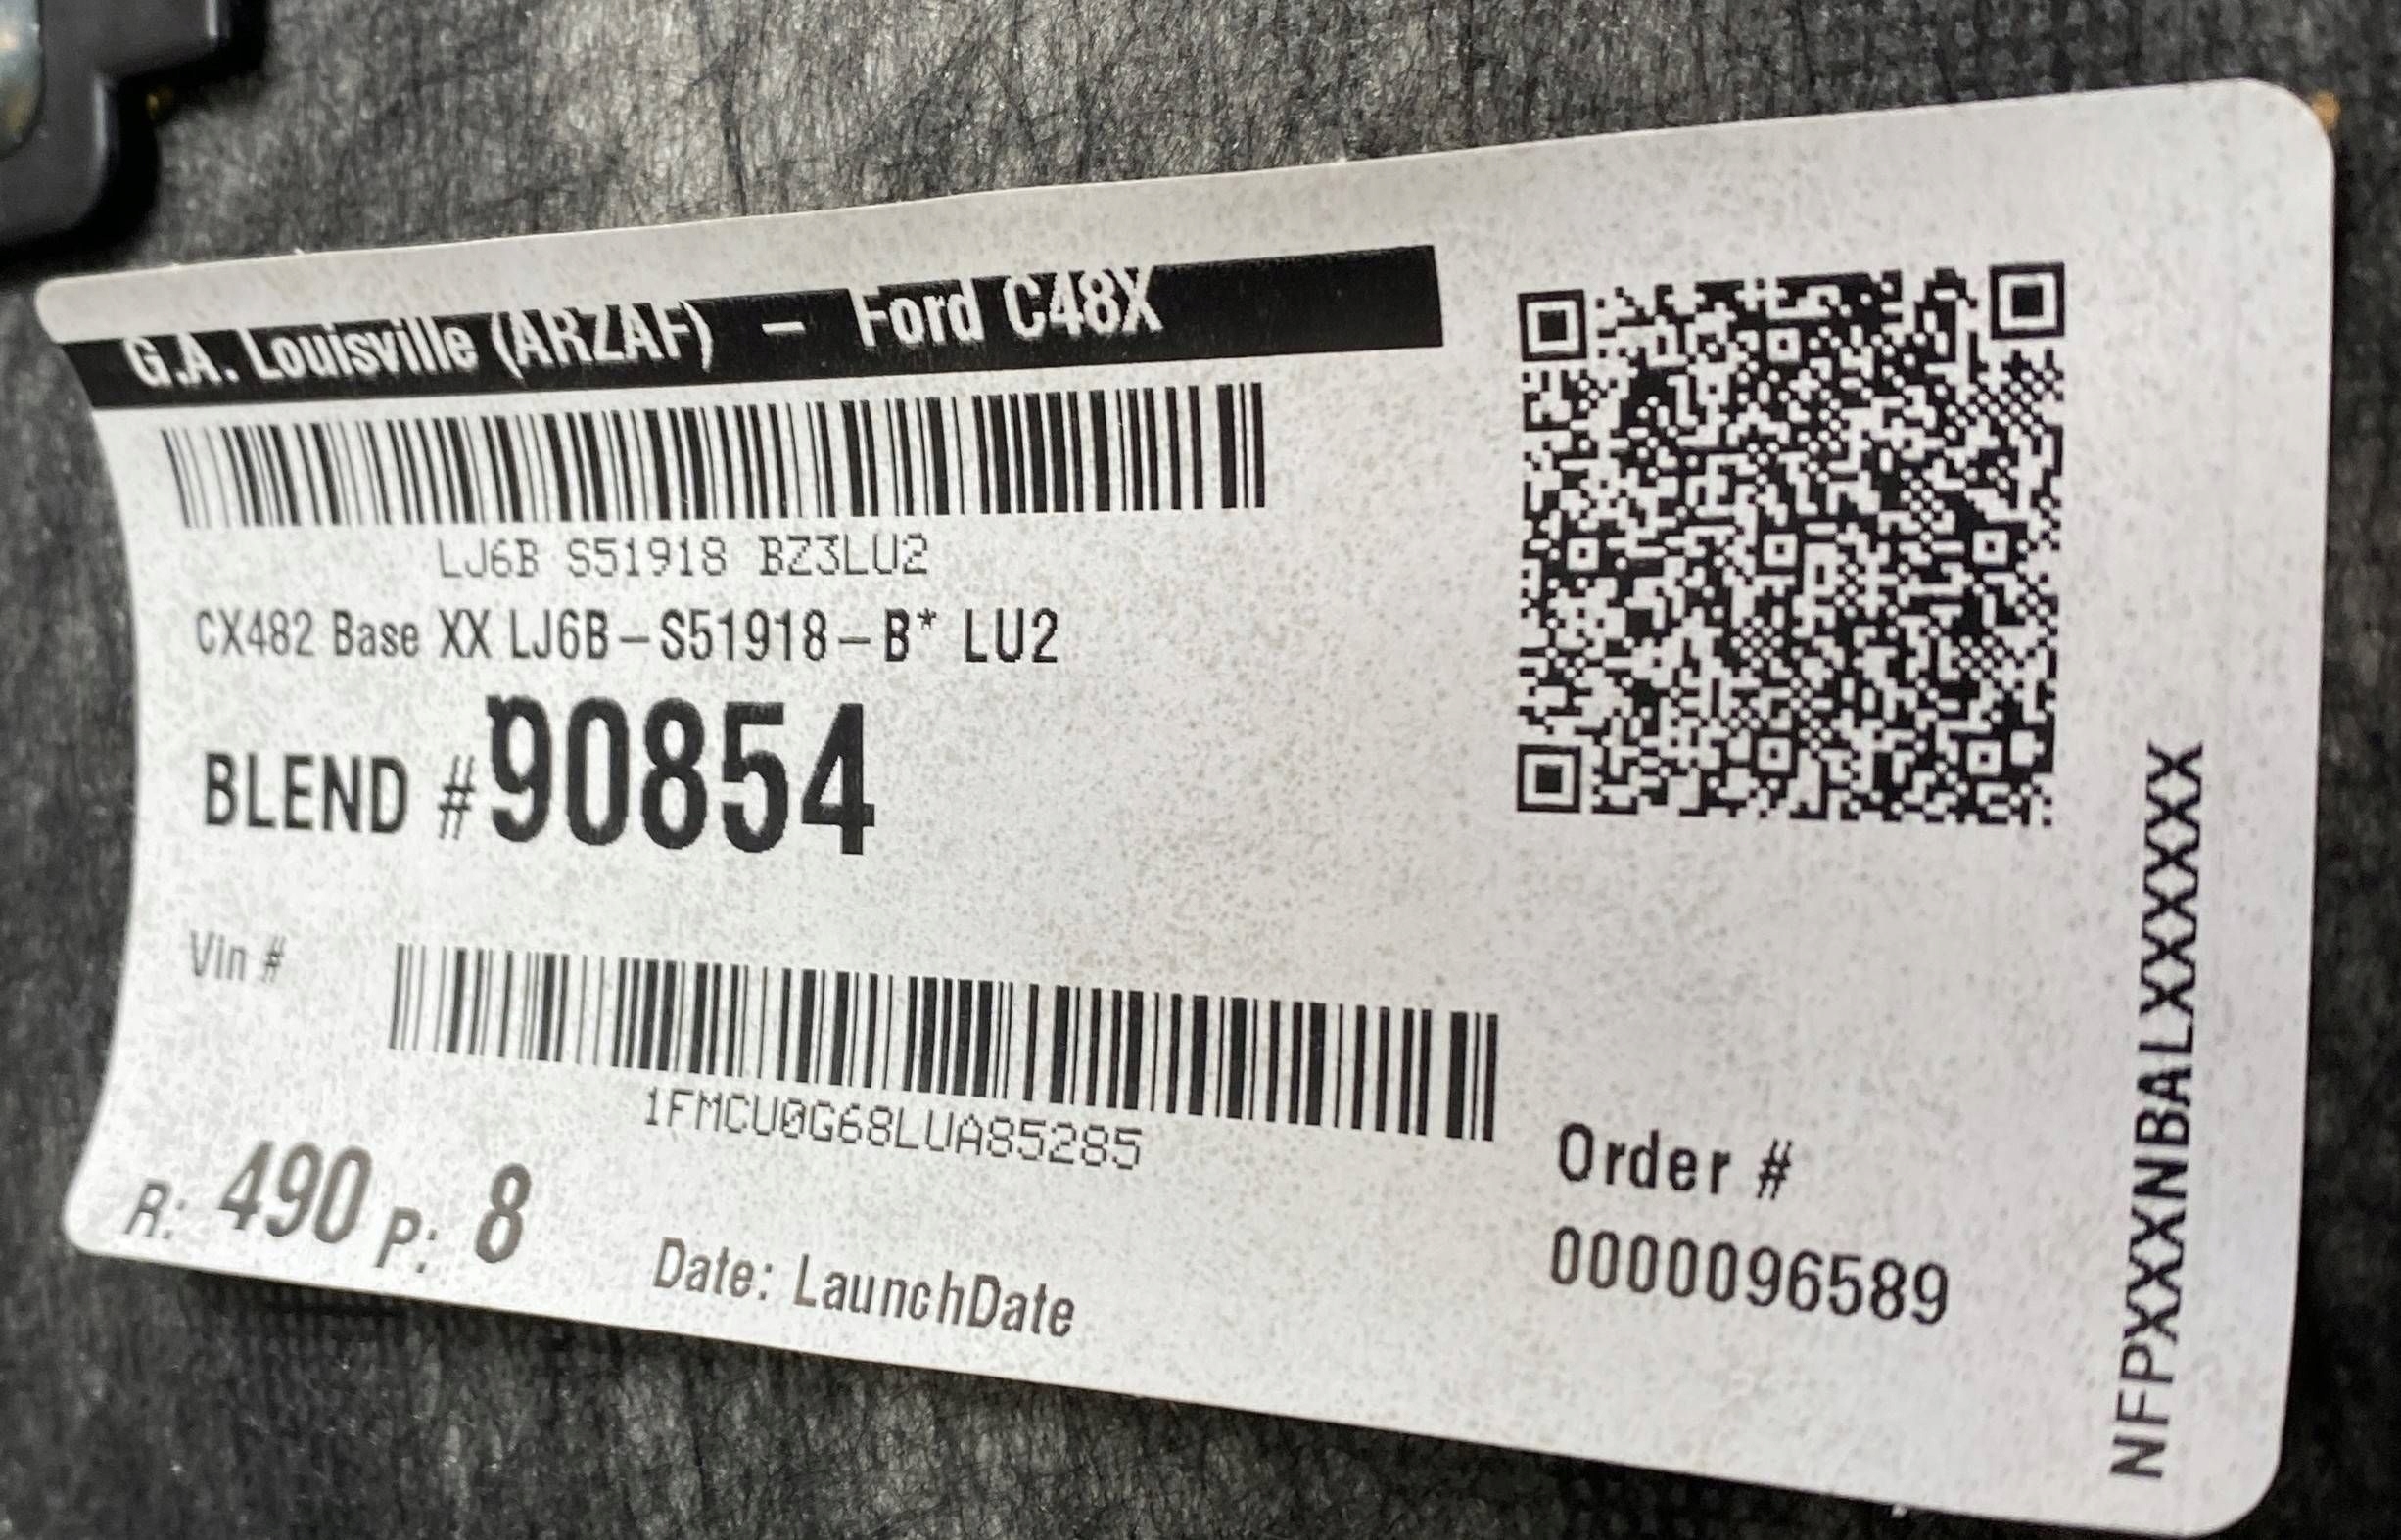 G.A. Louisville (ARZAF) – Ford C48X
LJ6B S51918 BZ3LU2
CX482 Base XX LJ6B-S51918-B* LU2
BLEND #90854
Vin #
1FMCU0G68LUA85285
R: 490 P: 8
Date: LaunchDate
Order #
0000096589
NFPXXXXNBALXXXXXXX